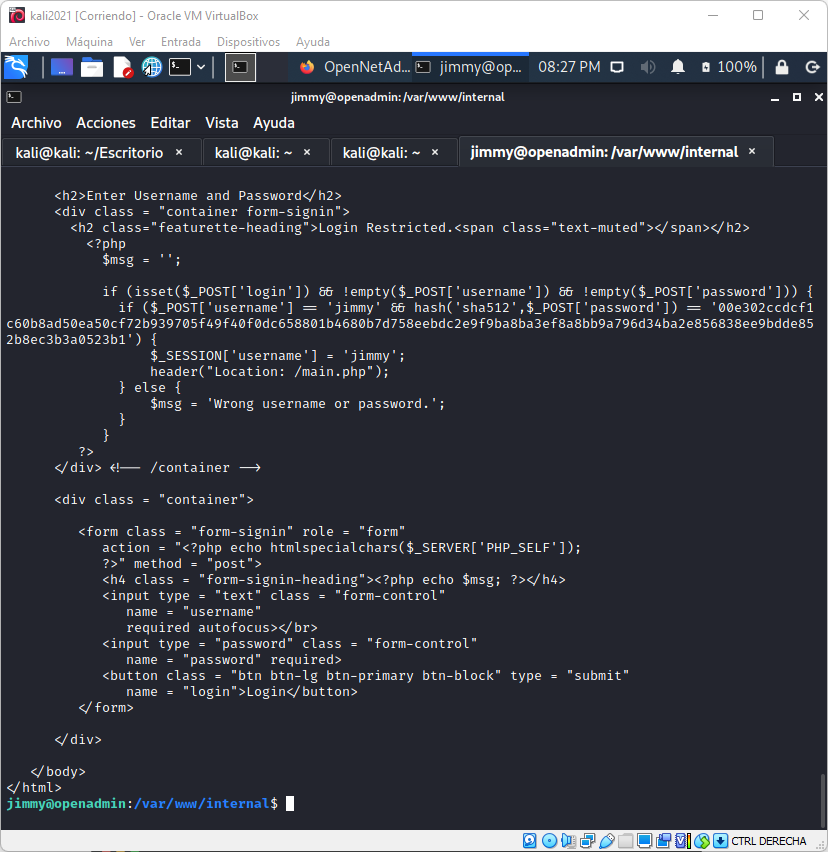 kali2021 [Corriendo] - Oracle VM VirtualBox
Archivo Máquina Ver Entrada Dispositivos Ayuda
OpenNetAd... jimmy@op... 08:27 PM 100%
jimmy@openadmin: /var/www/internal
Archivo Acciones Editar Vista Ayuda
kali@kali: ~/Escritorio × kali@kali: ~ × kali@kali: ~ × jimmy@openadmin: /var/www/internal ×
<h2>Enter Username and Password</h2>
<div class = "container form-signin">
<h2 class="featurette-heading">Login Restricted.<span class="text-muted"></span></h2>
<?php
$msg = '';
if (isset($_POST['login']) && !empty($_POST['username']) && !empty($_POST['password'])) {
if ($_POST['username'] == 'jimmy' && hash('sha512',$_POST['password']) == '00e302ccdcf1
c60b8ad50ea50cf72b939705f49f40f0dc658801b4680b7d758eebdc2e9f9ba8ba3ef8a8bb9a796d34ba2e856838ee9bdde85
2b8ec3b3a0523b1') {
$_SESSION['username'] = 'jimmy';
header("Location: /main.php");
} else {
$msg = 'Wrong username or password.';
}
}
?>
</div> <!-- /container -->
<div class = "container">
<form class = "form-signin" role = "form"
action = "<?php echo htmlspecialchars($_SERVER['PHP_SELF']);
?>" method = "post">
<h4 class = "form-signin-heading"><?php echo $msg; ?></h4>
<input type = "text" class = "form-control"
name = "username"
required autofocus></br>
<input type = "password" class = "form-control"
name = "password" required>
<button class = "btn btn-lg btn-primary btn-block" type = "submit"
name = "login">Login</button>
</form>
</div>
</body>
</html>
jimmy@openadmin:/var/www/internal$
CTRL DERECHA